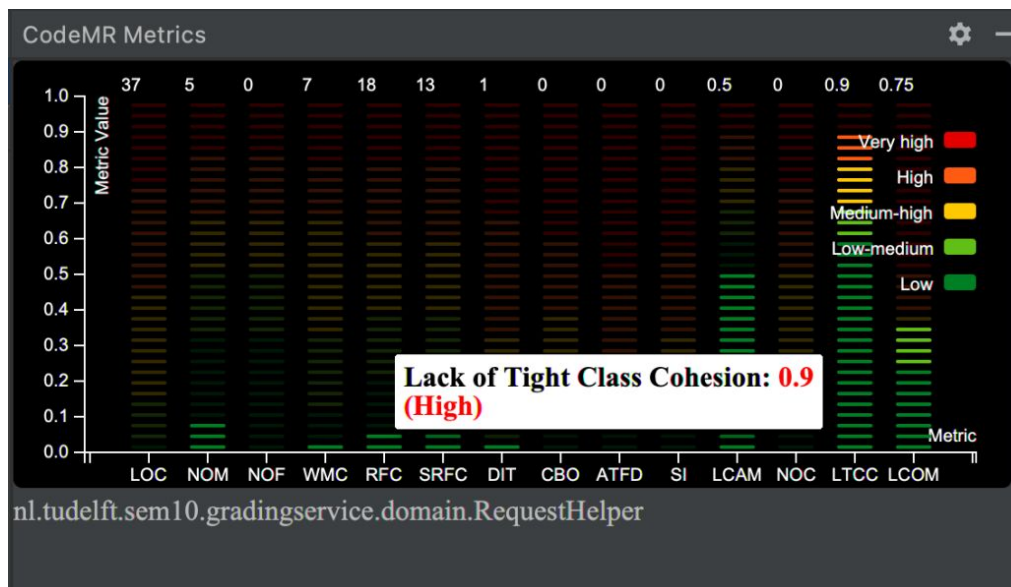 CodeMR Metrics
37 5 0 7 18 13 1 0 0 0 0.5 0 0.9 0.75
Metric Value
1.0
0.9
0.8
0.7
0.6
0.5
0.4
0.3
0.2
0.1
0.0
Very high
High
Medium-high
Low-medium
Low
Lack of Tight Class Cohesion: 0.9
(High)
Metric
LOC NOM NOF WMC RFC SRFC DIT CBO ATFD SI LCAM NOC LTCC LCOM
nl.tudelft.sem10.gradingservice.domain.RequestHelper